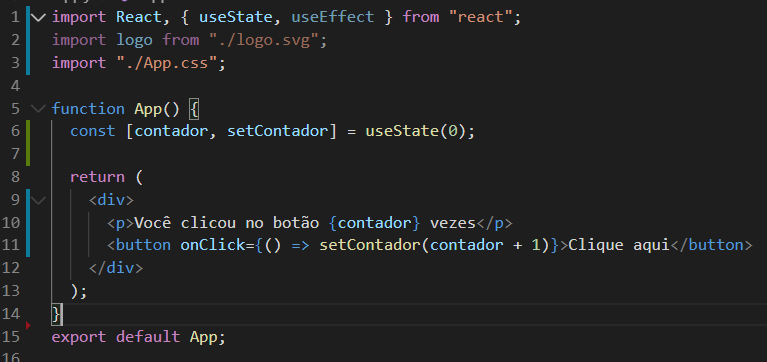 1 import React, { useState, useEffect } from "react";
2 import logo from "./logo.svg";
3 import "./App.css";
4
5 function App() {
6   const [contador, setContador] = useState(0);
7
8   return (
9     <div>
10       <p>Você clicou no botão {contador} vezes</p>
11       <button onClick={() => setContador(contador + 1)}>Clique aqui</button>
12     </div>
13   );
14 }
15 export default App;
16